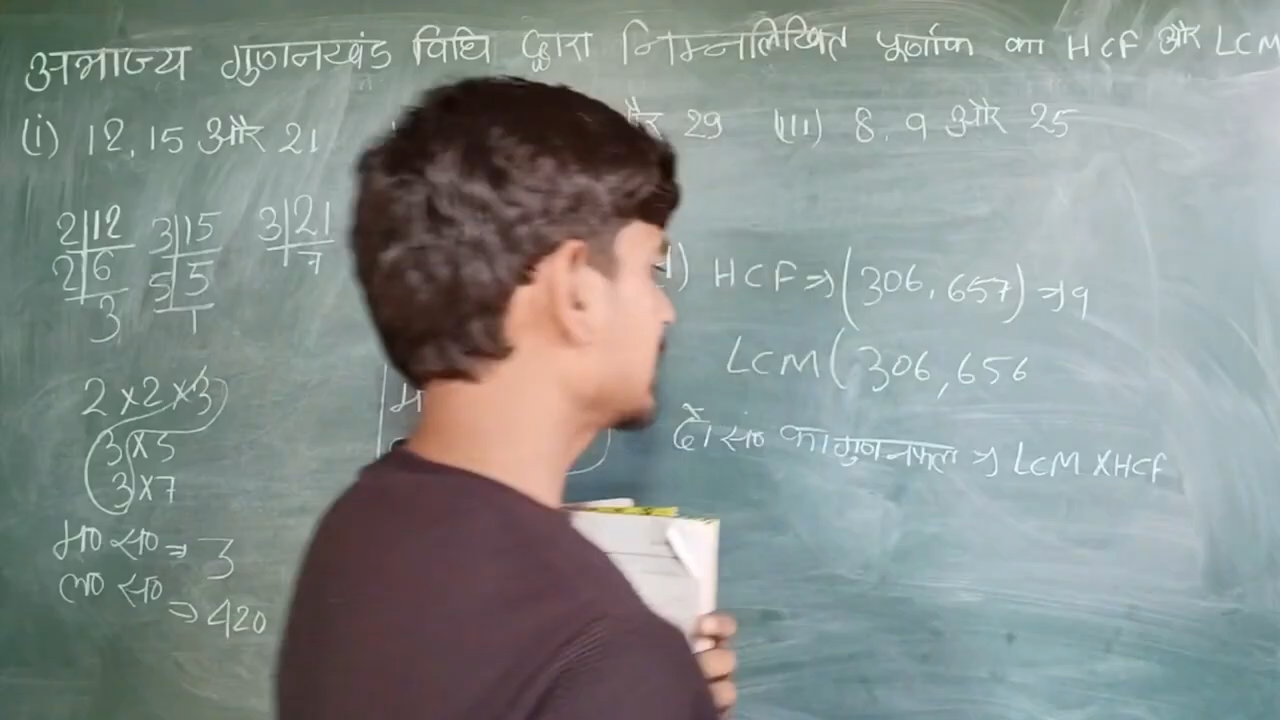 अभाज्य गुणनखंड विधि द्वारा निम्नलिखित पूर्णांक का HCF और LCM
(i) 12, 15 और 21 29 (III) 8, 9 और 25
2|12 3|15 3|21
2|6 5|5 7
3 1
HCF ⇒ (306, 657) ⇒ 9
LCM (306, 656
2 × 2 × 3
3 × 5
3 × 7
दो सं० का गुणनफल ⇒ LCM × HCF
म० स० ⇒ 3
ल० स० ⇒ 420